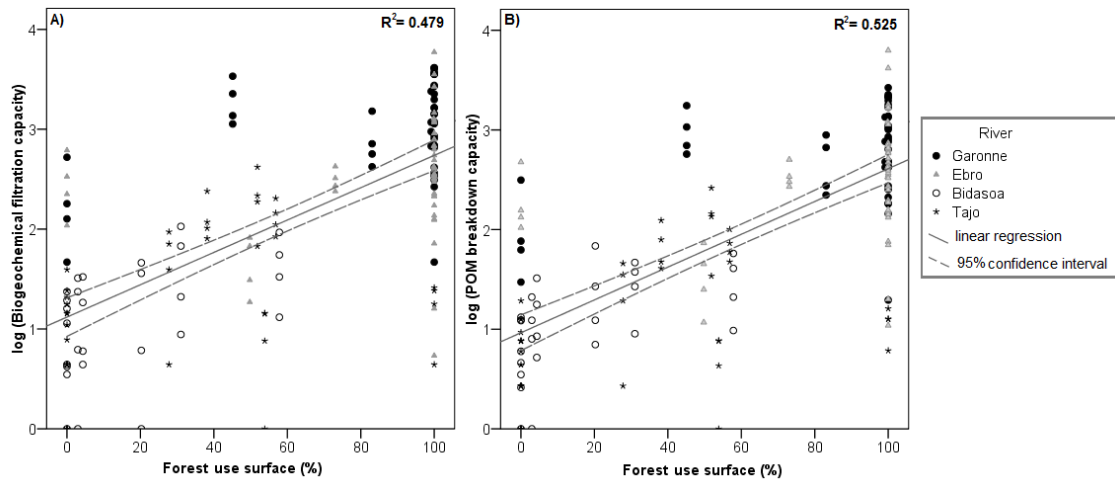 A)
R²= 0.479
log (Biogeochemical filtration capacity)
4
3
2
1
0
0 20 40 60 80 100
Forest use surface (%)
B)
R²= 0.525
log (POM breakdown capacity)
4
3
2
1
0
0 20 40 60 80 100
Forest use surface (%)
River
Garonne
Ebro
Bidasoa
Tajo
linear regression
95% confidence interval